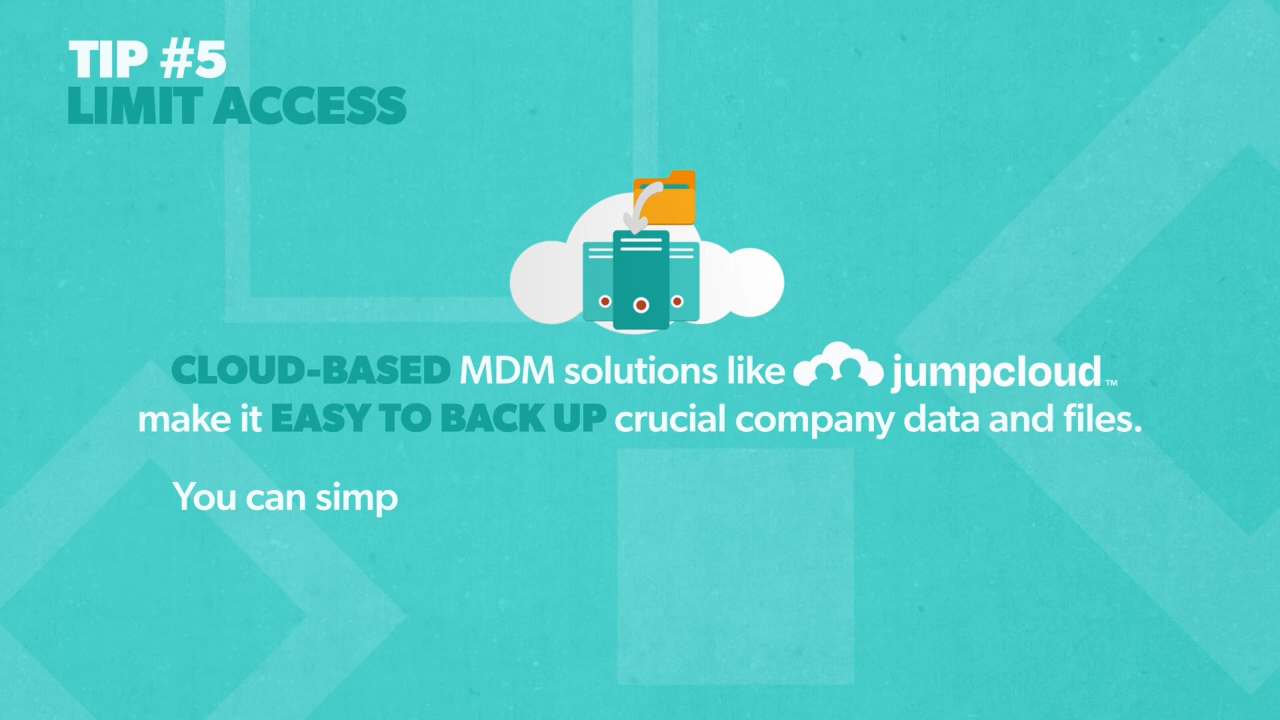 TIP #5
LIMIT ACCESS
CLOUD-BASED MDM solutions like jumpcloud™
make it EASY TO BACK UP crucial company data and files.
You can simp